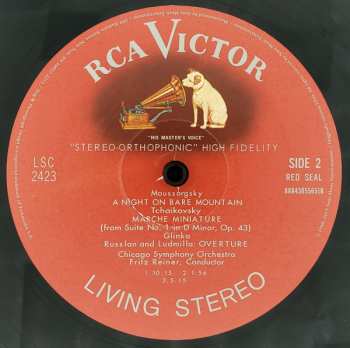 RCA VICTOR
"HIS MASTER'S VOICE"
"STEREO-ORTHOPHONIC" HIGH FIDELITY
LSC
2423
SIDE 2
RED SEAL
Moussorgsky
A NIGHT ON BARE MOUNTAIN
Tchaikovsky
MARCHE MINIATURE
(from Suite No. 1 in D Minor, Op. 43)
Glinka
Russlan and Ludmilla: OVERTURE
Chicago Symphony Orchestra
Fritz Reiner, Conductor
LIVING STEREO